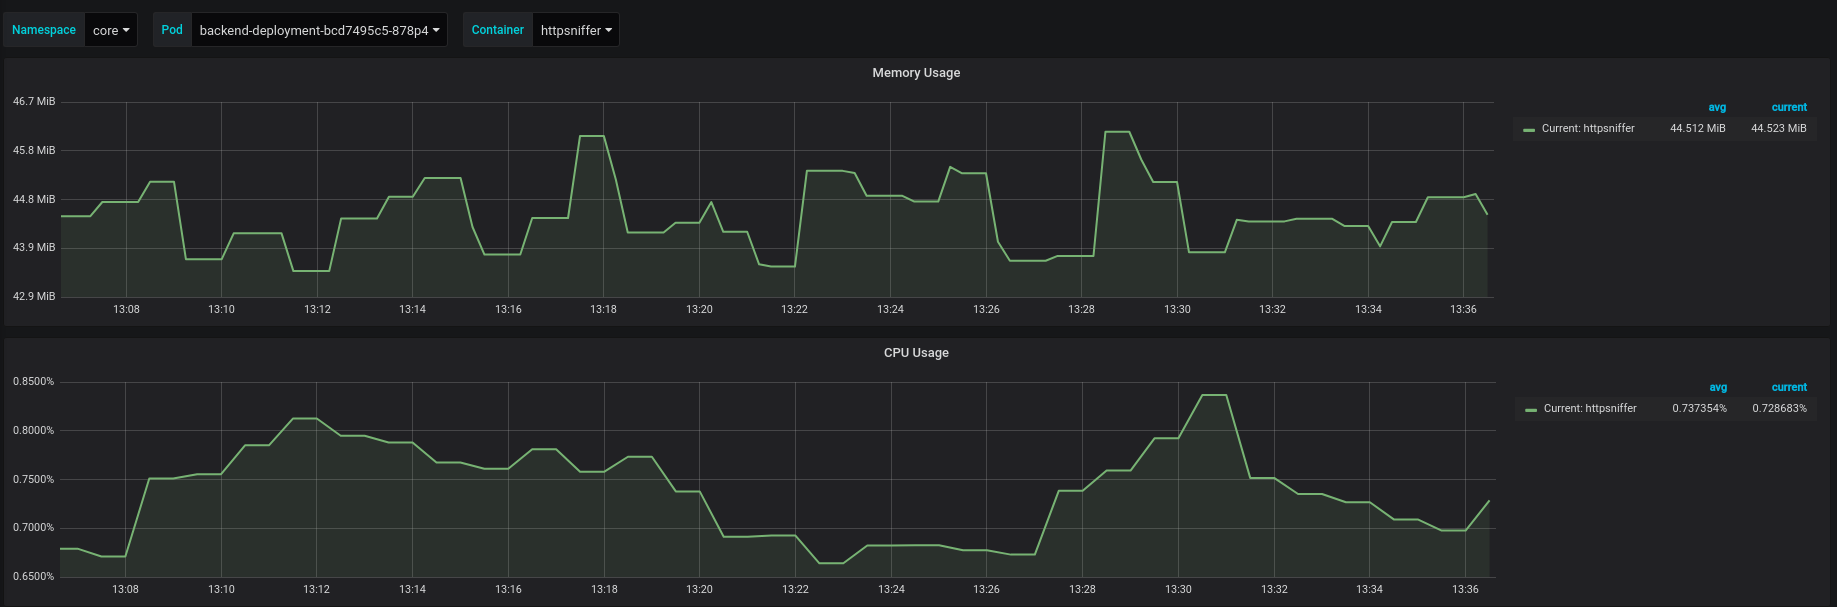 Namespace core Pod backend-deployment-bcd7495c5-878p4 Container httpsniffer
Memory Usage
46.7 MiB
45.8 MiB
44.8 MiB
43.9 MiB
42.9 MiB
13:08 13:10 13:12 13:14 13:16 13:18 13:20 13:22 13:24 13:26 13:28 13:30 13:32 13:34 13:36
avg current
Current: httpsniffer 44.512 MiB 44.523 MiB
CPU Usage
0.8500%
0.8000%
0.7500%
0.7000%
0.6500%
13:08 13:10 13:12 13:14 13:16 13:18 13:20 13:22 13:24 13:26 13:28 13:30 13:32 13:34 13:36
avg current
Current: httpsniffer 0.737354% 0.728683%